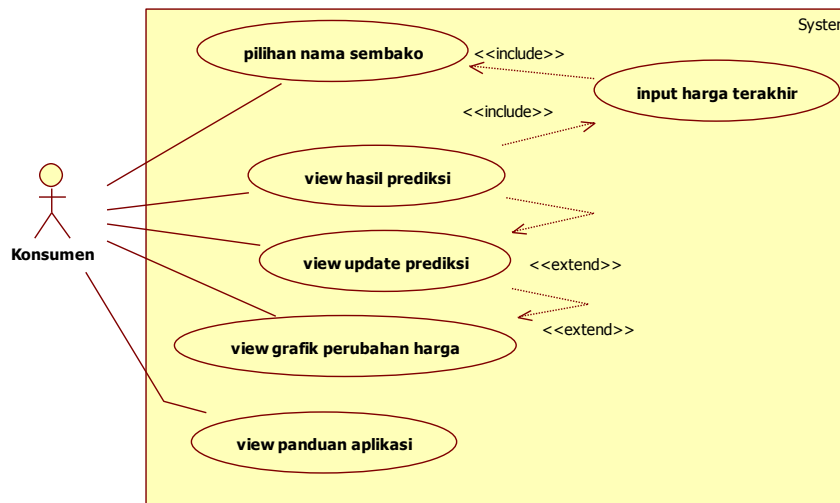 System
pilihan nama sembako
<<include>>
input harga terakhir
<<include>>
view hasil prediksi
Konsumen
view update prediksi
<<extend>>
<<extend>>
view grafik perubahan harga
view panduan aplikasi